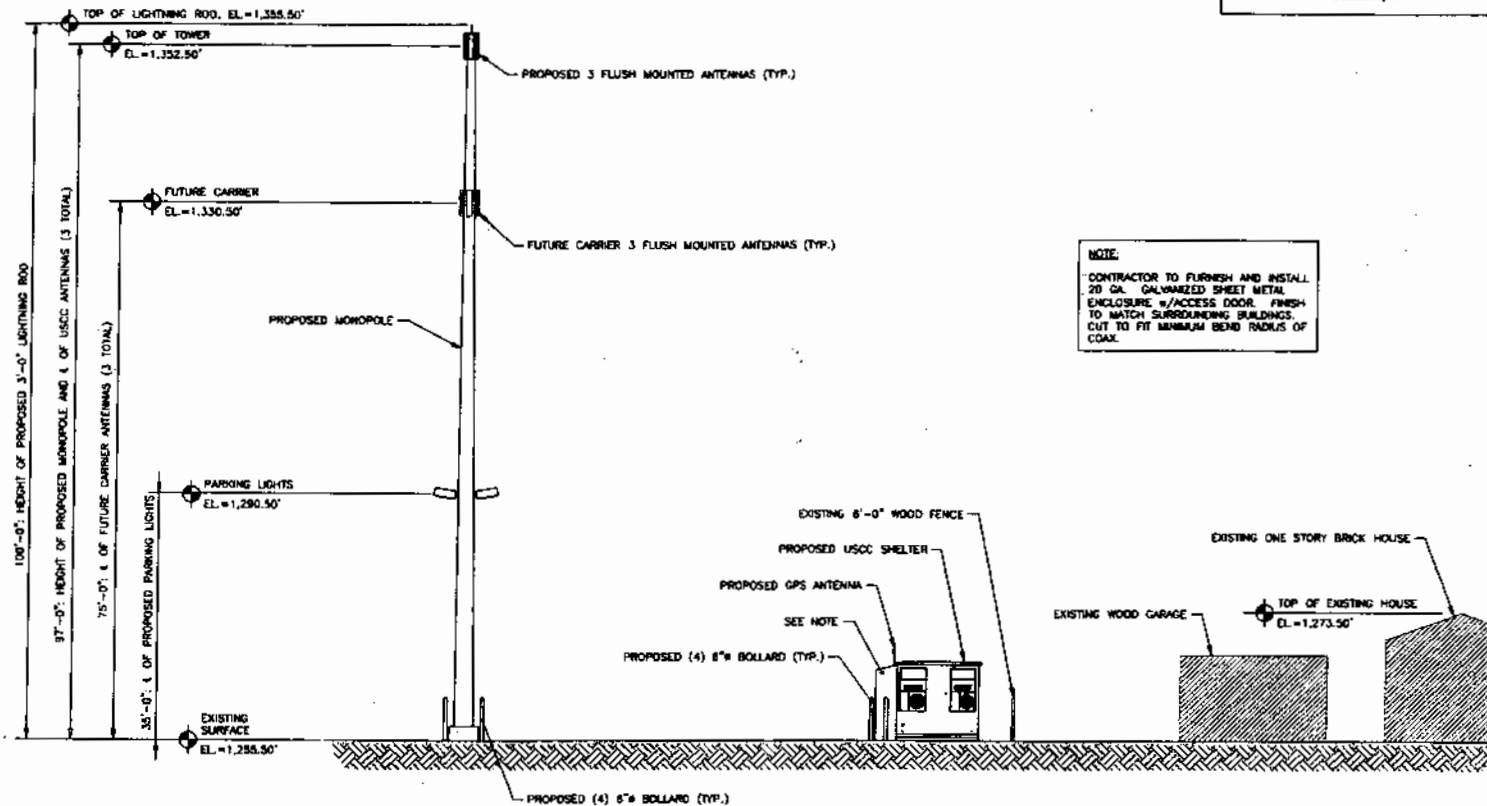 TOP OF LIGHTNING ROD, EL.=1,355.50'
TOP OF TOWER
EL.=1,352.50'
PROPOSED 3 FLUSH MOUNTED ANTENNAS (TYP.)
FUTURE CARRIER
EL.=1,330.50'
FUTURE CARRIER 3 FLUSH MOUNTED ANTENNAS (TYP.)
NOTE:
CONTRACTOR TO FURNISH AND INSTALL
20 GA. GALVANIZED SHEET METAL
ENCLOSURE w/ACCESS DOOR. FINISH
TO MATCH SURROUNDING BUILDINGS.
CUT TO FIT MINIMUM BEND RADIUS OF
COAX.
PROPOSED MONOPOLE
100'-0"; HEIGHT OF PROPOSED 3'-0" LIGHTNING ROD
97'-0"; HEIGHT OF PROPOSED MONOPOLE AND ℄ OF USCC ANTENNAS (3 TOTAL)
75'-0"; ℄ OF FUTURE CARRIER ANTENNAS (3 TOTAL)
35'-0"; ℄ OF PROPOSED PARKING LIGHTS
PARKING LIGHTS
EL.=1,290.50'
EXISTING 6'-0" WOOD FENCE
PROPOSED USCC SHELTER
PROPOSED GPS ANTENNA
SEE NOTE
PROPOSED (4) 6"ø BOLLARD (TYP.)
EXISTING ONE STORY BRICK HOUSE
EXISTING WOOD GARAGE
TOP OF EXISTING HOUSE
EL.=1,273.50'
EXISTING
SURFACE
EL.=1,255.50'
PROPOSED (4) 6"ø BOLLARD (TYP.)